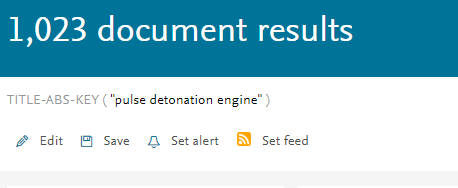 1,023 document results
TITLE-ABS-KEY ( "pulse detonation engine" )
Edit Save Set alert Set feed